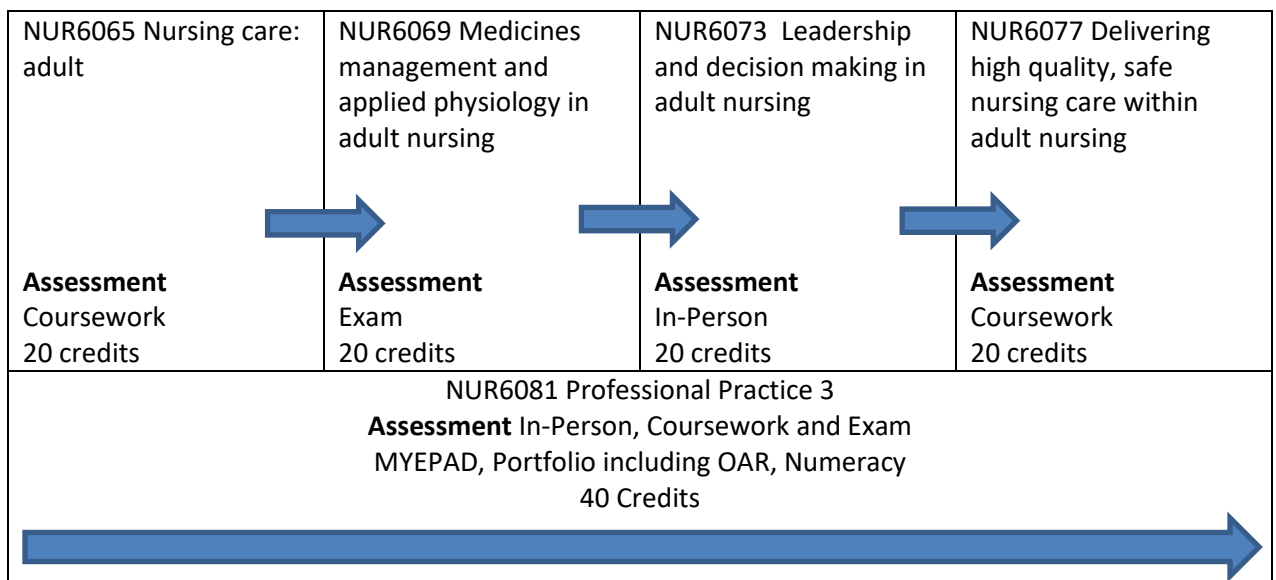 NUR6065 Nursing care:
adult
Assessment
Coursework
20 credits
NUR6069 Medicines
management and
applied physiology in
adult nursing
Assessment
Exam
20 credits
NUR6073  Leadership
and decision making in
adult nursing
Assessment
In-Person
20 credits
NUR6077 Delivering
high quality, safe
nursing care within
adult nursing
Assessment
Coursework
20 credits
NUR6081 Professional Practice 3
Assessment In-Person, Coursework and Exam
MYEPAD, Portfolio including OAR, Numeracy
40 Credits